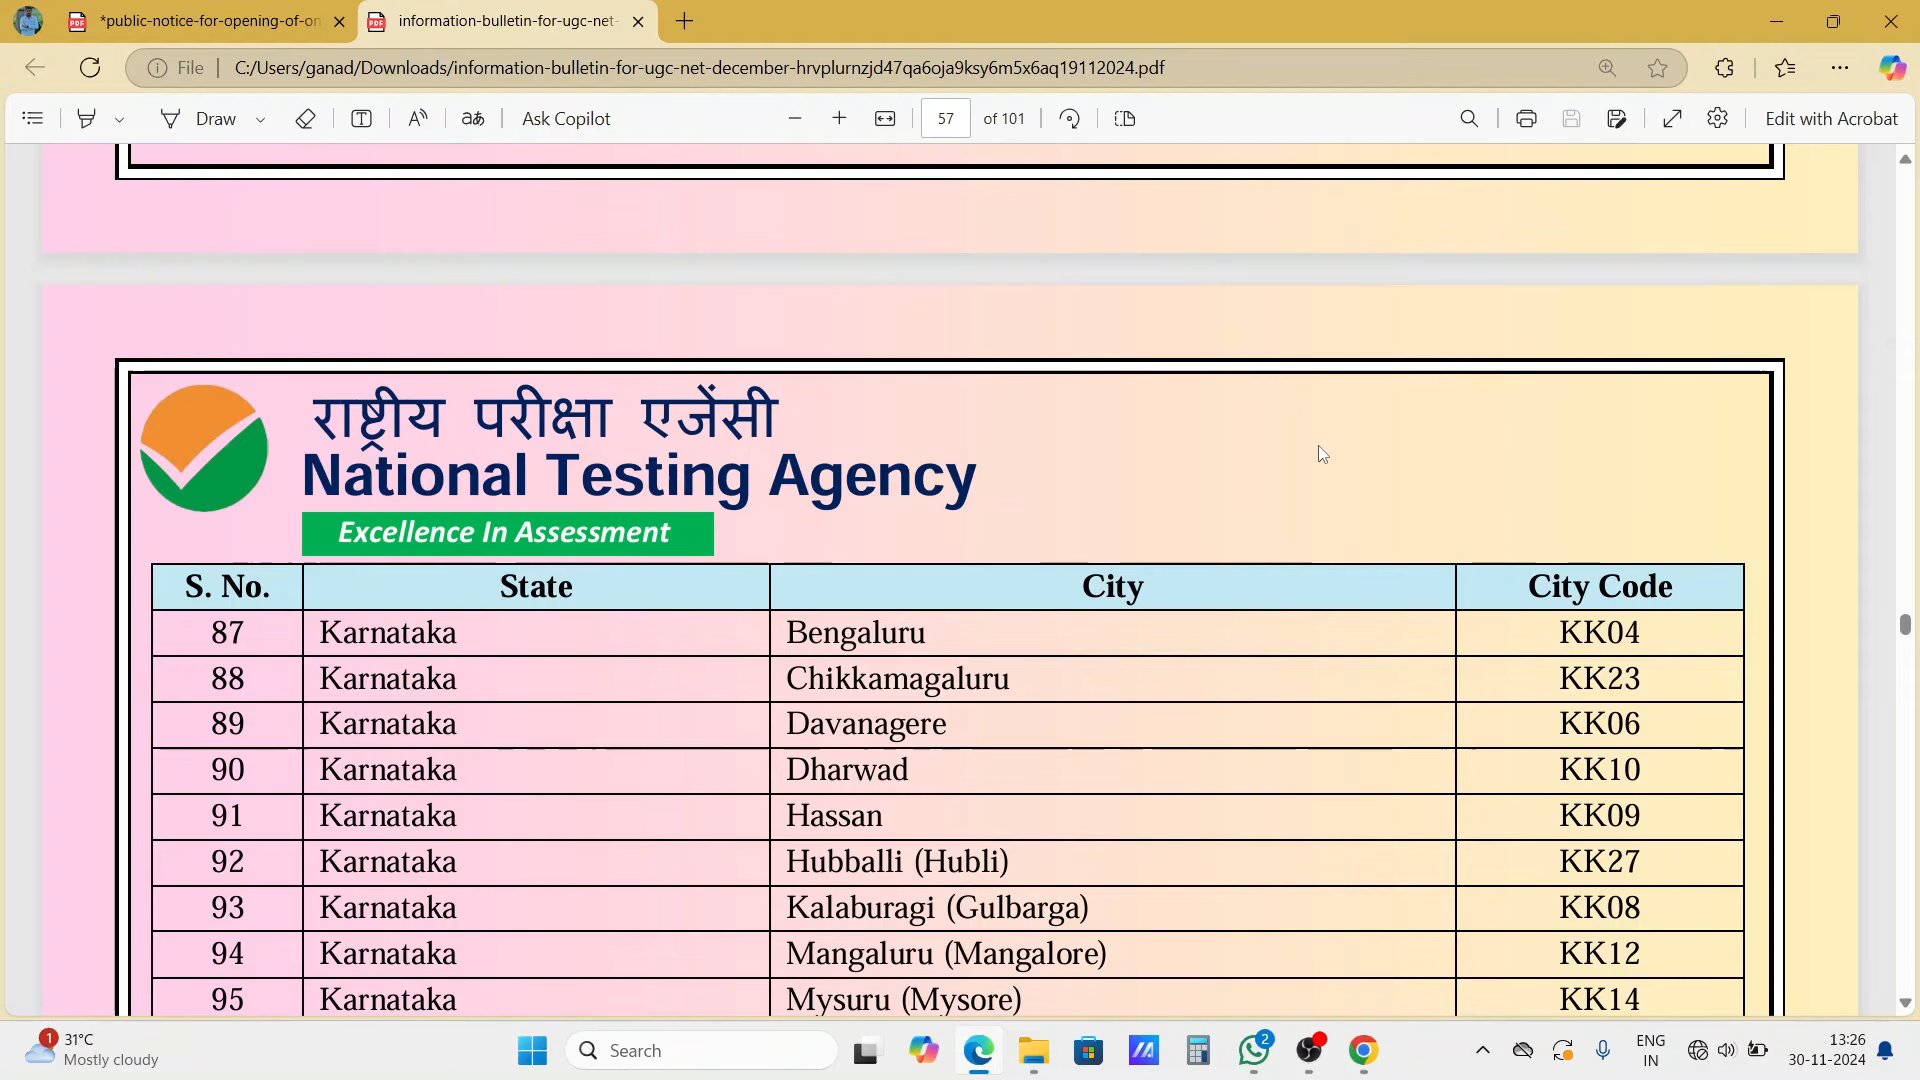 *public-notice-for-opening-of-on
information-bulletin-for-ugc-net-
File
C:/Users/ganad/Downloads/information-bulletin-for-ugc-net-december-hrvplurnzjd47qa6oja9ksy6m5x6aq19112024.pdf
Draw
Ask Copilot
57 of 101
Edit with Acrobat
राष्ट्रीय परीक्षा एजेंसी
National Testing Agency
Excellence In Assessment
S. No. State City City Code
87 Karnataka Bengaluru KK04
88 Karnataka Chikkamagaluru KK23
89 Karnataka Davanagere KK06
90 Karnataka Dharwad KK10
91 Karnataka Hassan KK09
92 Karnataka Hubballi (Hubli) KK27
93 Karnataka Kalaburagi (Gulbarga) KK08
94 Karnataka Mangaluru (Mangalore) KK12
95 Karnataka Mysuru (Mysore) KK14
1
31°C
Mostly cloudy
Search
2
ENG
IN
13:26
30-11-2024